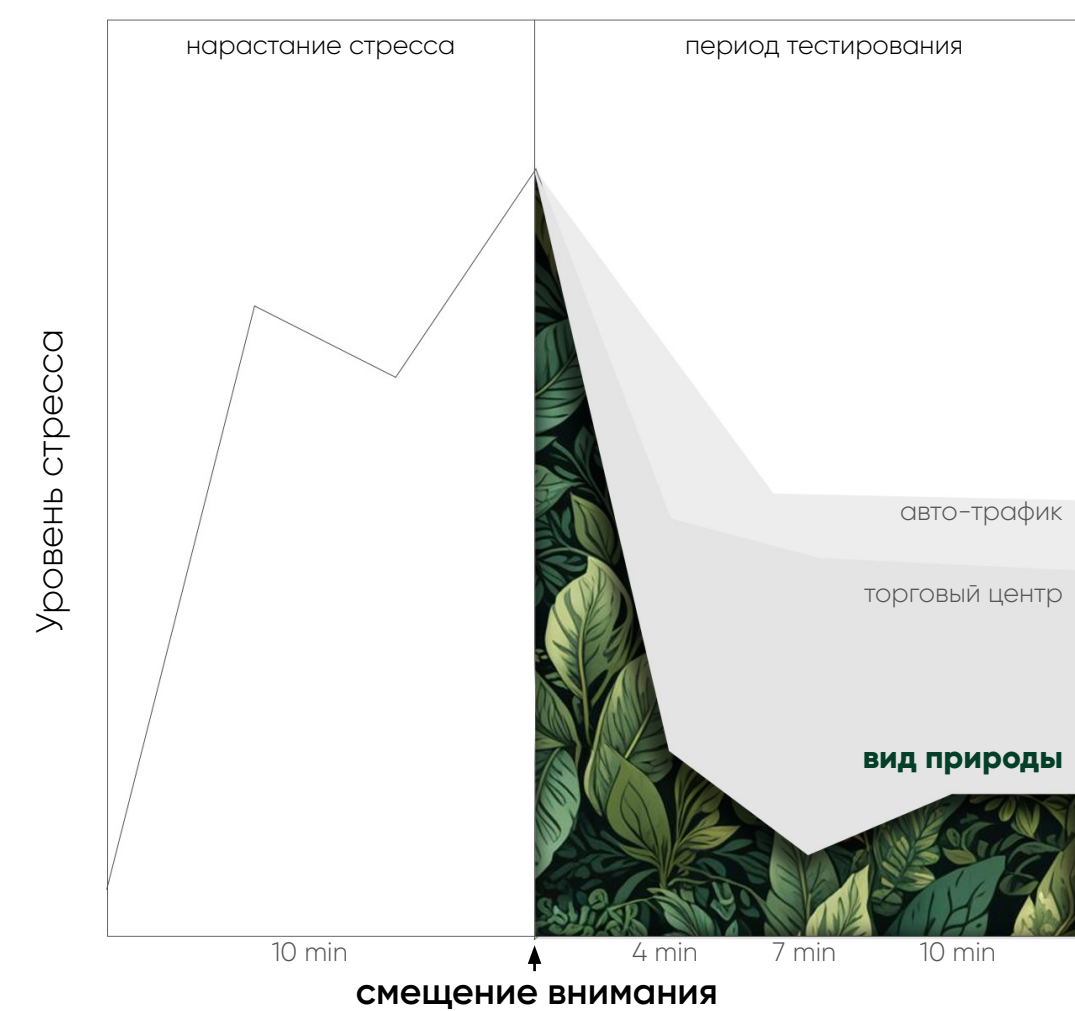 нарастание стресса
период тестирования
Уровень стресса
авто-трафик
торговый центр
вид природы
10 min
4 min
7 min
10 min
смещение внимания